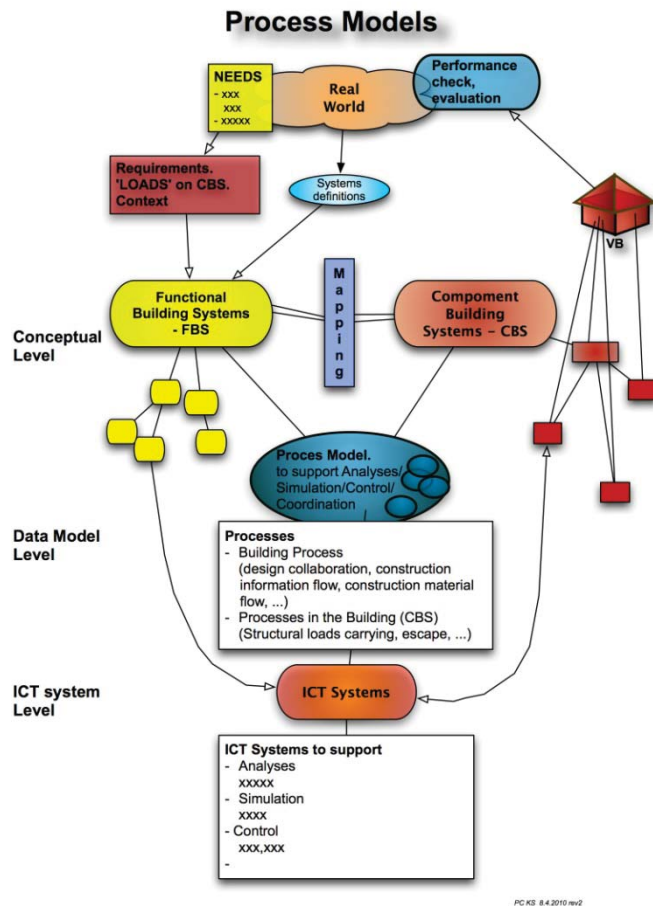 Process Models
NEEDS
- xxx
xxx
- xxxxx
Real
World
Performance
check,
evaluation
Requirements.
'LOADS' on CBS.
Context
Systems
definitions
VB
Functional
Building Systems
- FBS
M
a
p
p
i
n
g
Compoment
Building
Systems – CBS
Conceptual
Level
Proces Model.
to support Analyses/
Simulation/Control/
Coordination
Data Model
Level
Processes
- Building Process
(design collaboration, construction
information flow, construction material
flow, ...)
- Processes in the Building (CBS)
(Structural loads carrying, escape, ...)
ICT system
Level
ICT Systems
ICT Systems to support
- Analyses
xxxxx
- Simulation
xxxx
- Control
xxx,xxx
-
PC KS 8.4.2010 rev2